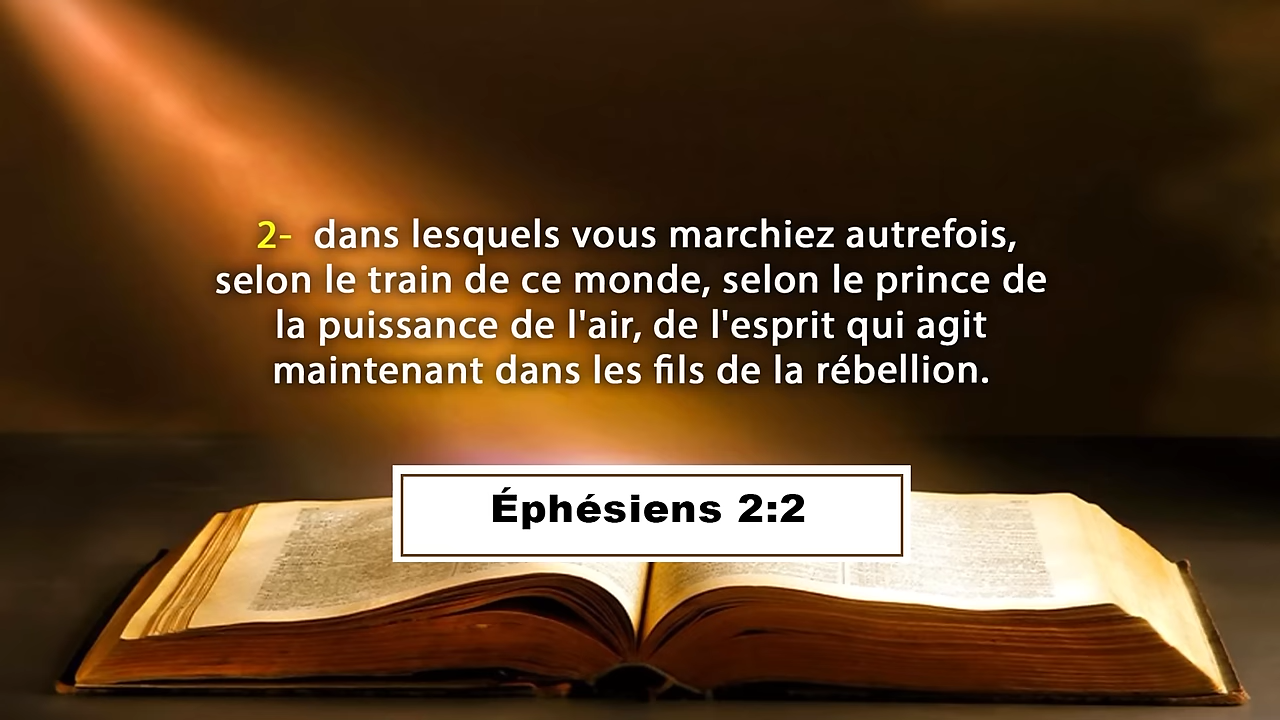 2- dans lesquels vous marchiez autrefois,
selon le train de ce monde, selon le prince de
la puissance de l'air, de l'esprit qui agit
maintenant dans les fils de la rébellion.
Éphésiens 2:2